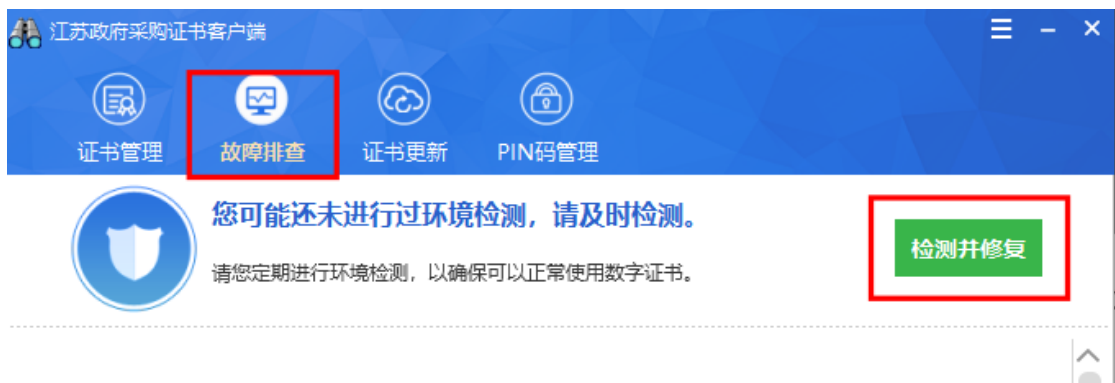 江苏政府采购证书客户端
证书管理 故障排查 证书更新 PIN码管理
您可能还未进行过环境检测，请及时检测。
检测并修复
请您定期进行环境检测，以确保可以正常使用数字证书。